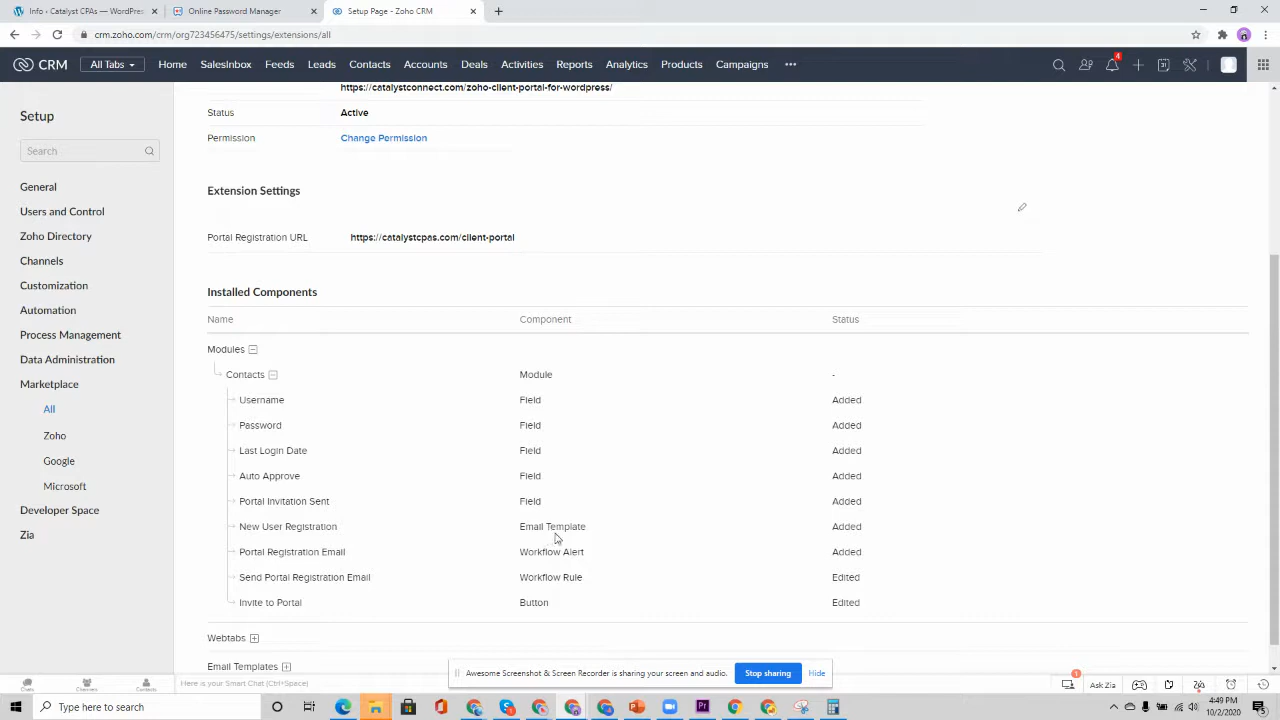 Info ‹ Catalyst CPAs — WordPres
Online Password Manager
Setup Page - Zoho CRM
crm.zoho.com/crm/org723456475/settings/extensions/all
CRM
All Tabs
Home
SalesInbox
Feeds
Leads
Contacts
Accounts
Deals
Activities
Reports
Analytics
Products
Campaigns
4
Setup
Search
General
Users and Control
Zoho Directory
Channels
Customization
Automation
Process Management
Data Administration
Marketplace
All
Zoho
Google
Microsoft
Developer Space
Zia
https://catalystconnect.com/zoho-client-portal-for-wordpress/
Status Active
Permission Change Permission
Extension Settings
Portal Registration URL https://catalystcpas.com/client-portal
Installed Components
Name Component Status
Modules
Contacts Module -
Username Field Added
Password Field Added
Last Login Date Field Added
Auto Approve Field Added
Portal Invitation Sent Field Added
New User Registration Email Template Added
Portal Registration Email Workflow Alert Added
Send Portal Registration Email Workflow Rule Edited
Invite to Portal Button Edited
Webtabs
Email Templates
Awesome Screenshot & Screen Recorder is sharing your screen and audio.
Stop sharing
Hide
Chats
Channels
Contacts
Here is your Smart Chat (Ctrl+Space)
1
Ask Zia
Type here to search
4:49 PM
10/2/2020